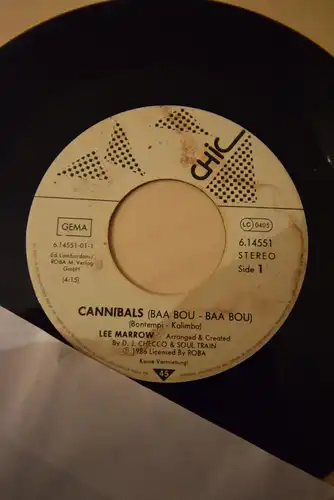 CHIC
GEMA
LC 0405
6.14551-01-1
6.14551
STEREO
Side 1
Ed. Lombardoni/
ROBA M. Verlag
GmbH
(4:15)
CANNIBALS (BAA BOU - BAA BOU)
(Bontempi - Kalimba)
LEE MARROW Arranged & Created
By D. J. CHECCO & SOUL TRAIN
℗ 1986 Licensed By ROBA
Keine Vermietung!
45